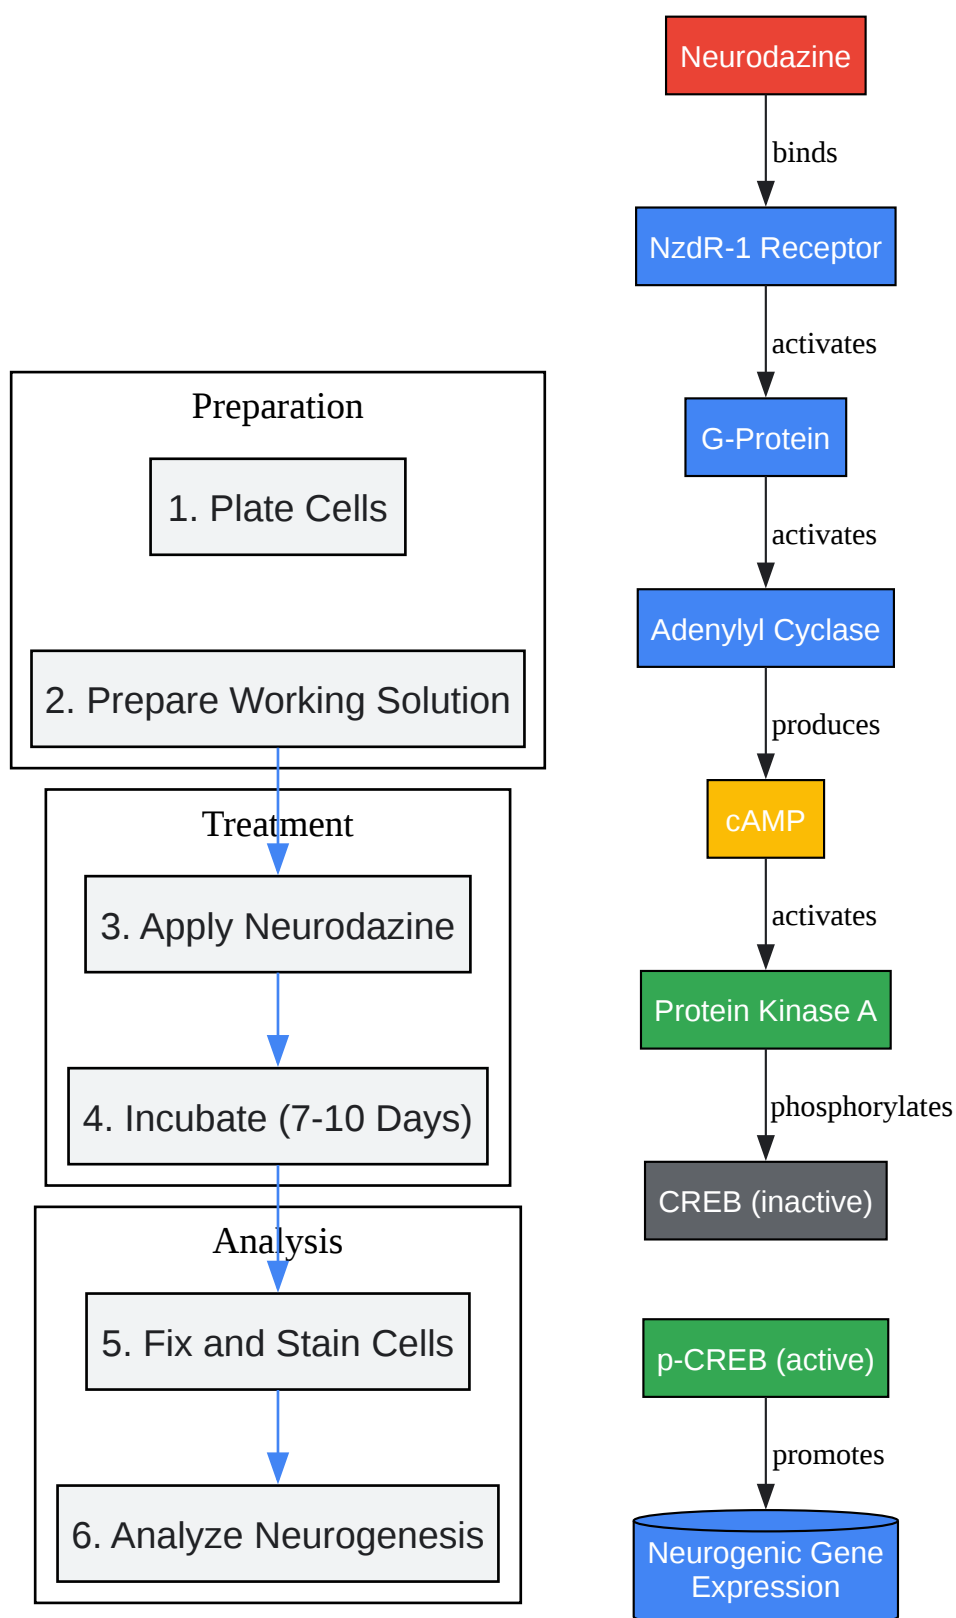 Preparation
1. Plate Cells
2. Prepare Working Solution
Treatment
3. Apply Neurodazine
4. Incubate (7-10 Days)
Analysis
5. Fix and Stain Cells
6. Analyze Neurogenesis
Neurodazine
binds
NzdR-1 Receptor
activates
G-Protein
activates
Adenylyl Cyclase
produces
cAMP
activates
Protein Kinase A
phosphorylates
CREB (inactive)
p-CREB (active)
promotes
Neurogenic Gene
Expression